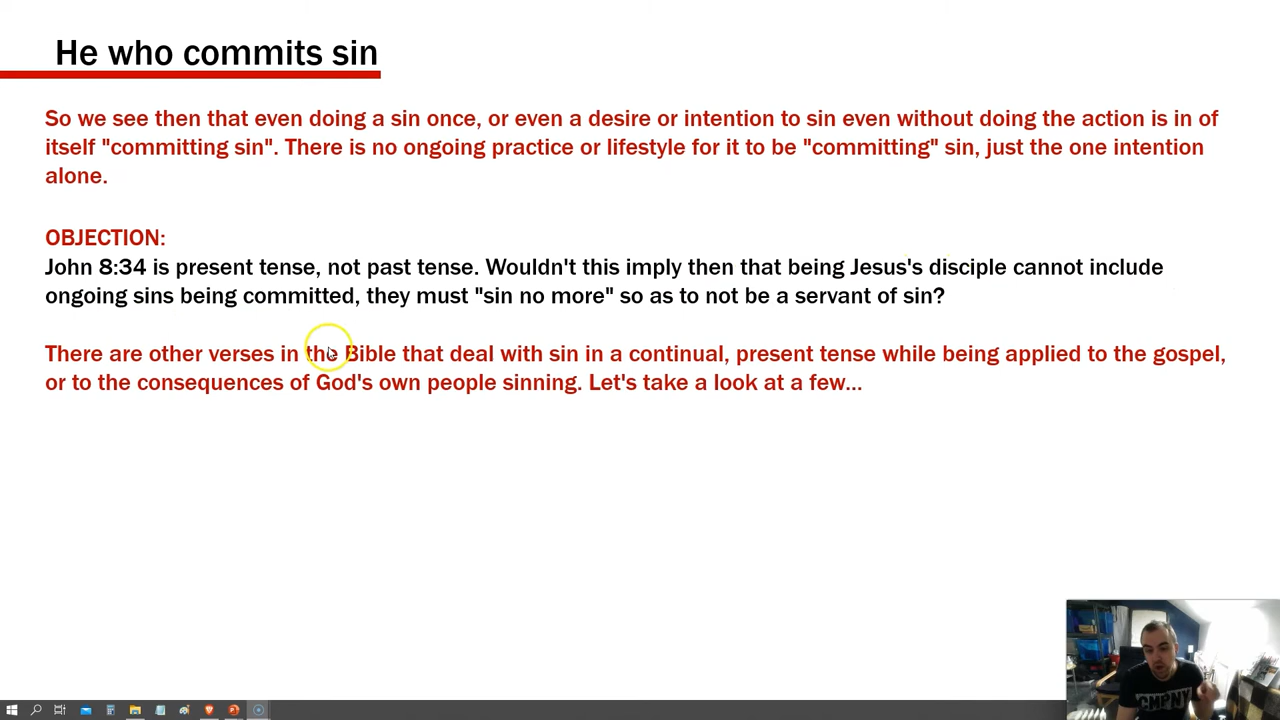 He who commits sin
So we see then that even doing a sin once, or even a desire or intention to sin even without doing the action is in of
itself "committing sin". There is no ongoing practice or lifestyle for it to be "committing" sin, just the one intention
alone.
OBJECTION:
John 8:34 is present tense, not past tense. Wouldn't this imply then that being Jesus's disciple cannot include
ongoing sins being committed, they must "sin no more" so as to not be a servant of sin?
There are other verses in the Bible that deal with sin in a continual, present tense while being applied to the gospel,
or to the consequences of God's own people sinning. Let's take a look at a few...
CMPNY